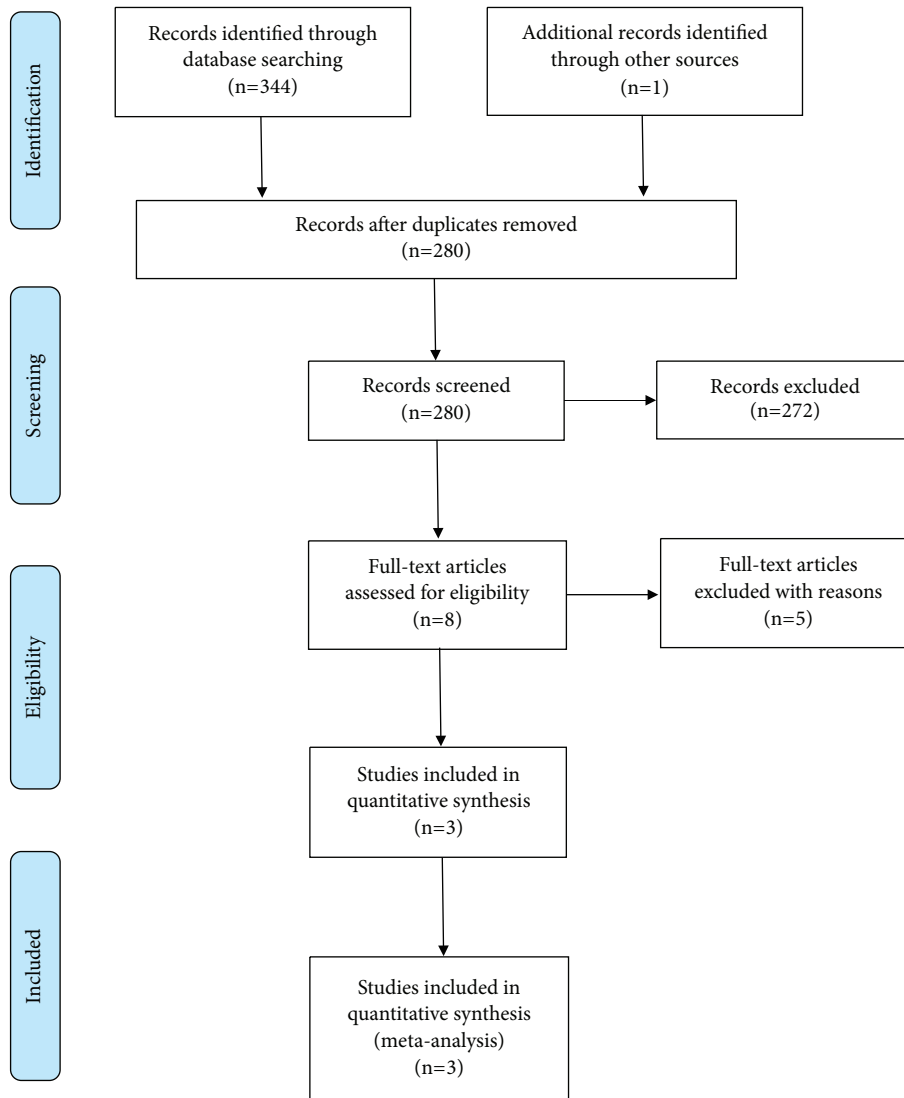 Identification
Records identified through
database searching
(n=344)
Additional records identified
through other sources
(n=1)
Records after duplicates removed
(n=280)
Screening
Records screened
(n=280)
Records excluded
(n=272)
Eligibility
Full-text articles
assessed for eligibility
(n=8)
Full-text articles
excluded with reasons
(n=5)
Studies included in
quantitative synthesis
(n=3)
Included
Studies included in
quantitative synthesis
(meta-analysis)
(n=3)